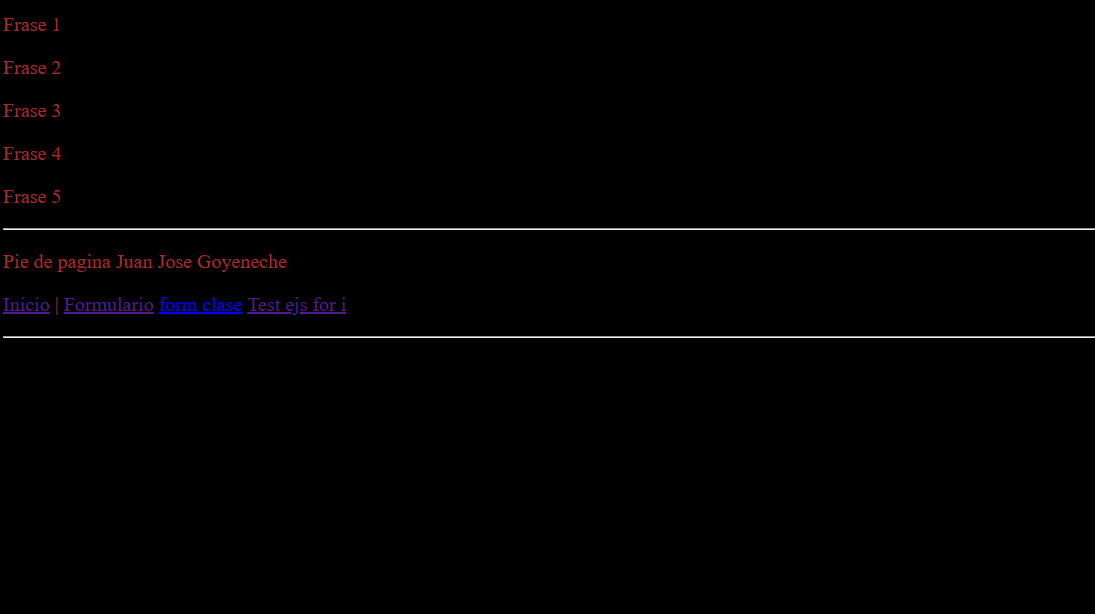 Frase 1
Frase 2
Frase 3
Frase 4
Frase 5
Pie de pagina Juan Jose Goyeneche
Inicio | Formulario form clase Test ejs for i